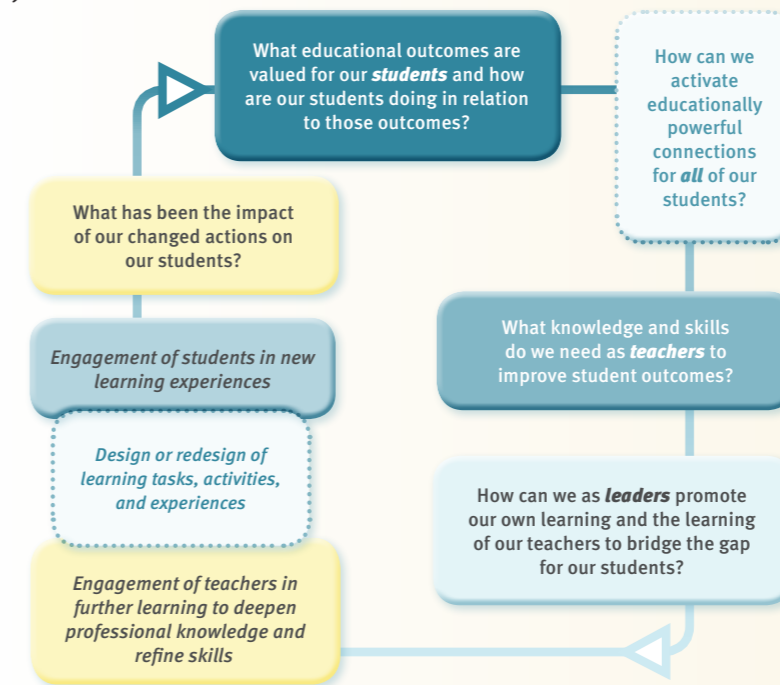 What educational outcomes are
valued for our students and how
are our students doing in relation
to those outcomes?
How can we
activate
educationally
powerful
connections
for all of our
students?
What knowledge and skills
do we need as teachers to
improve student outcomes?
How can we as leaders promote
our own learning and the learning
of our teachers to bridge the gap
for our students?
Engagement of teachers in
further learning to deepen
professional knowledge and
refine skills
Design or redesign of
learning tasks, activities,
and experiences
Engagement of students in new
learning experiences
What has been the impact
of our changed actions on
our students?